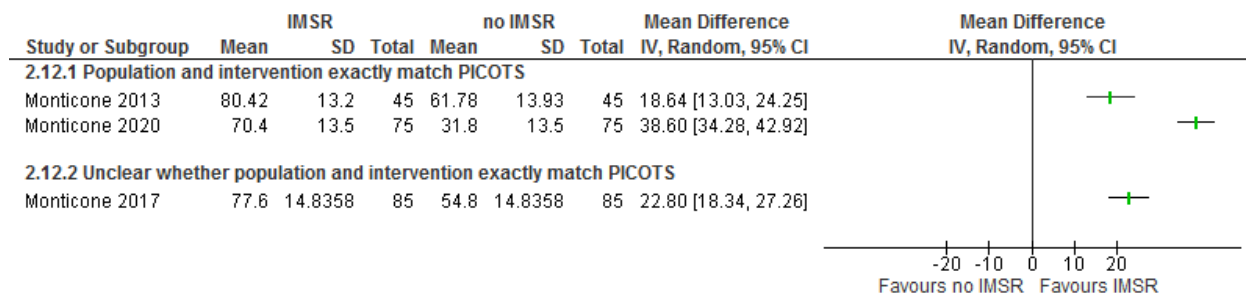 IMSR no IMSR Mean Difference Mean Difference
Study or Subgroup Mean SD Total Mean SD Total IV, Random, 95% CI IV, Random, 95% CI
2.12.1 Population and intervention exactly match PICOTS
Monticone 2013 80.42 13.2 45 61.78 13.93 45 18.64 [13.03, 24.25]
Monticone 2020 70.4 13.5 75 31.8 13.5 75 38.60 [34.28, 42.92]
2.12.2 Unclear whether population and intervention exactly match PICOTS
Monticone 2017 77.6 14.8358 85 54.8 14.8358 85 22.80 [18.34, 27.26]
-20 -10 0 10 20
Favours no IMSR Favours IMSR